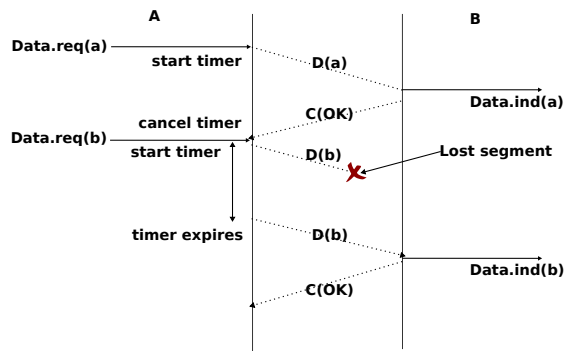 A
B
Data.req(a)
start timer
D(a)
Data.ind(a)
C(OK)
cancel timer
Data.req(b)
start timer
D(b)
Lost segment
timer expires
D(b)
Data.ind(b)
C(OK)